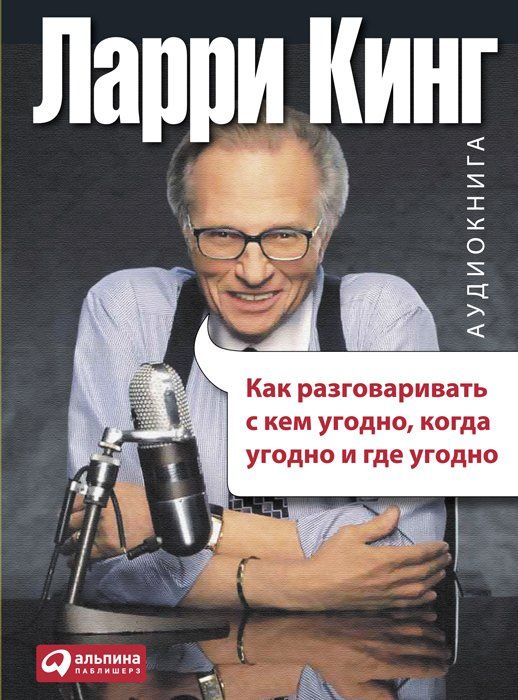 Ларри Кинг
АУДИОКНИГА
Как разговаривать
с кем угодно, когда
угодно и где угодно
альпина
ПАБЛИШЕРЗ